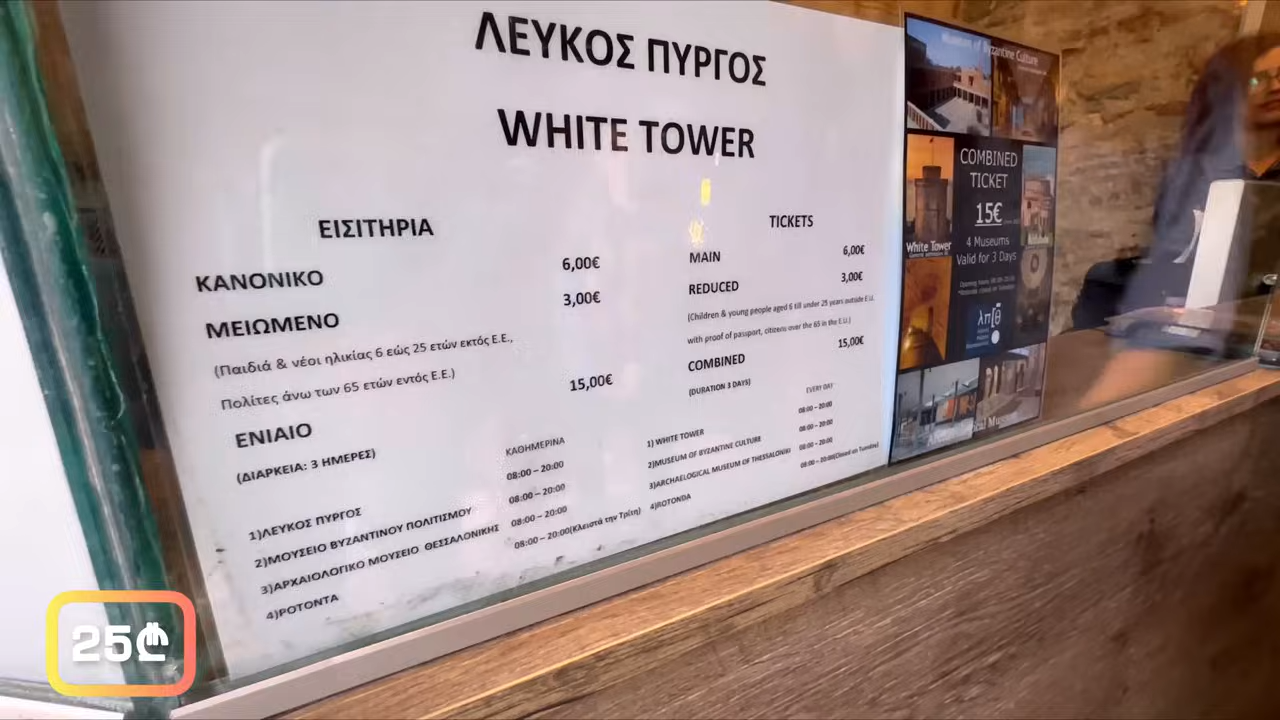 ΛΕΥΚΟΣ ΠΥΡΓΟΣ
WHITE TOWER
ΕΙΣΙΤΗΡΙΑ
ΚΑΝΟΝΙΚΟ 6,00€
ΜΕΙΩΜΕΝΟ 3,00€
(Παιδιά & νέοι ηλικίας 6 εώς 25 ετών εκτός Ε.Ε.,
Πολίτες άνω των 65 ετών εντός Ε.Ε.)
ΕΝΙΑΙΟ 15,00€
(ΔΙΑΡΚΕΙΑ: 3 ΗΜΕΡΕΣ)
ΚΑΘΗΜΕΡΙΝΑ
1)ΛΕΥΚΟΣ ΠΥΡΓΟΣ 08:00 – 20:00
2)ΜΟΥΣΕΙΟ ΒΥΖΑΝΤΙΝΟΥ ΠΟΛΙΤΙΣΜΟΥ 08:00 – 20:00
3)ΑΡΧΑΙΟΛΟΓΙΚΟ ΜΟΥΣΕΙΟ ΘΕΣΣΑΛΟΝΙΚΗΣ 08:00 – 20:00
4)ΡΟΤΟΝΤΑ 08:00 – 20:00(Κλειστά την Τρίτη)
TICKETS
MAIN 6,00€
REDUCED 3,00€
(Children & young people aged 6 till under 25 years outside E.U.
with proof of passport, citizens over the 65 in the E.U.)
COMBINED 15,00€
(DURATION 3 DAYS)
EVERY DAY
1) WHITE TOWER 08:00 – 20:00
2)MUSEUM OF BYZANTINE CULTURE 08:00 – 20:00
3)ARCHAELOGICAL MUSEUM OF THESSALONIKI 08:00 – 20:00
4)ROTONDA 08:00 – 20:00(Closed on Tuesday)
Museum of Byzantine Culture
COMBINED
TICKET
15€
4 Museums
Valid for 3 Days
White Tower
λπ[θ
25₾